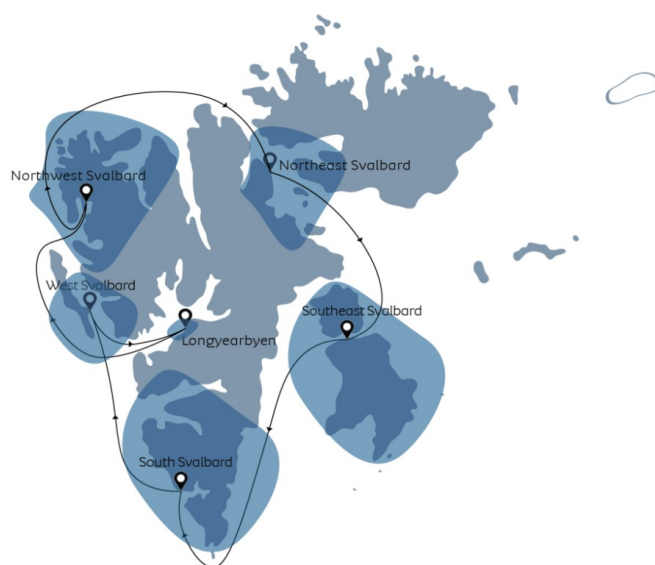 Northeast Svalbard
Northwest Svalbard
West Svalbard
Southeast Svalbard
Longyearbyen
South Svalbard